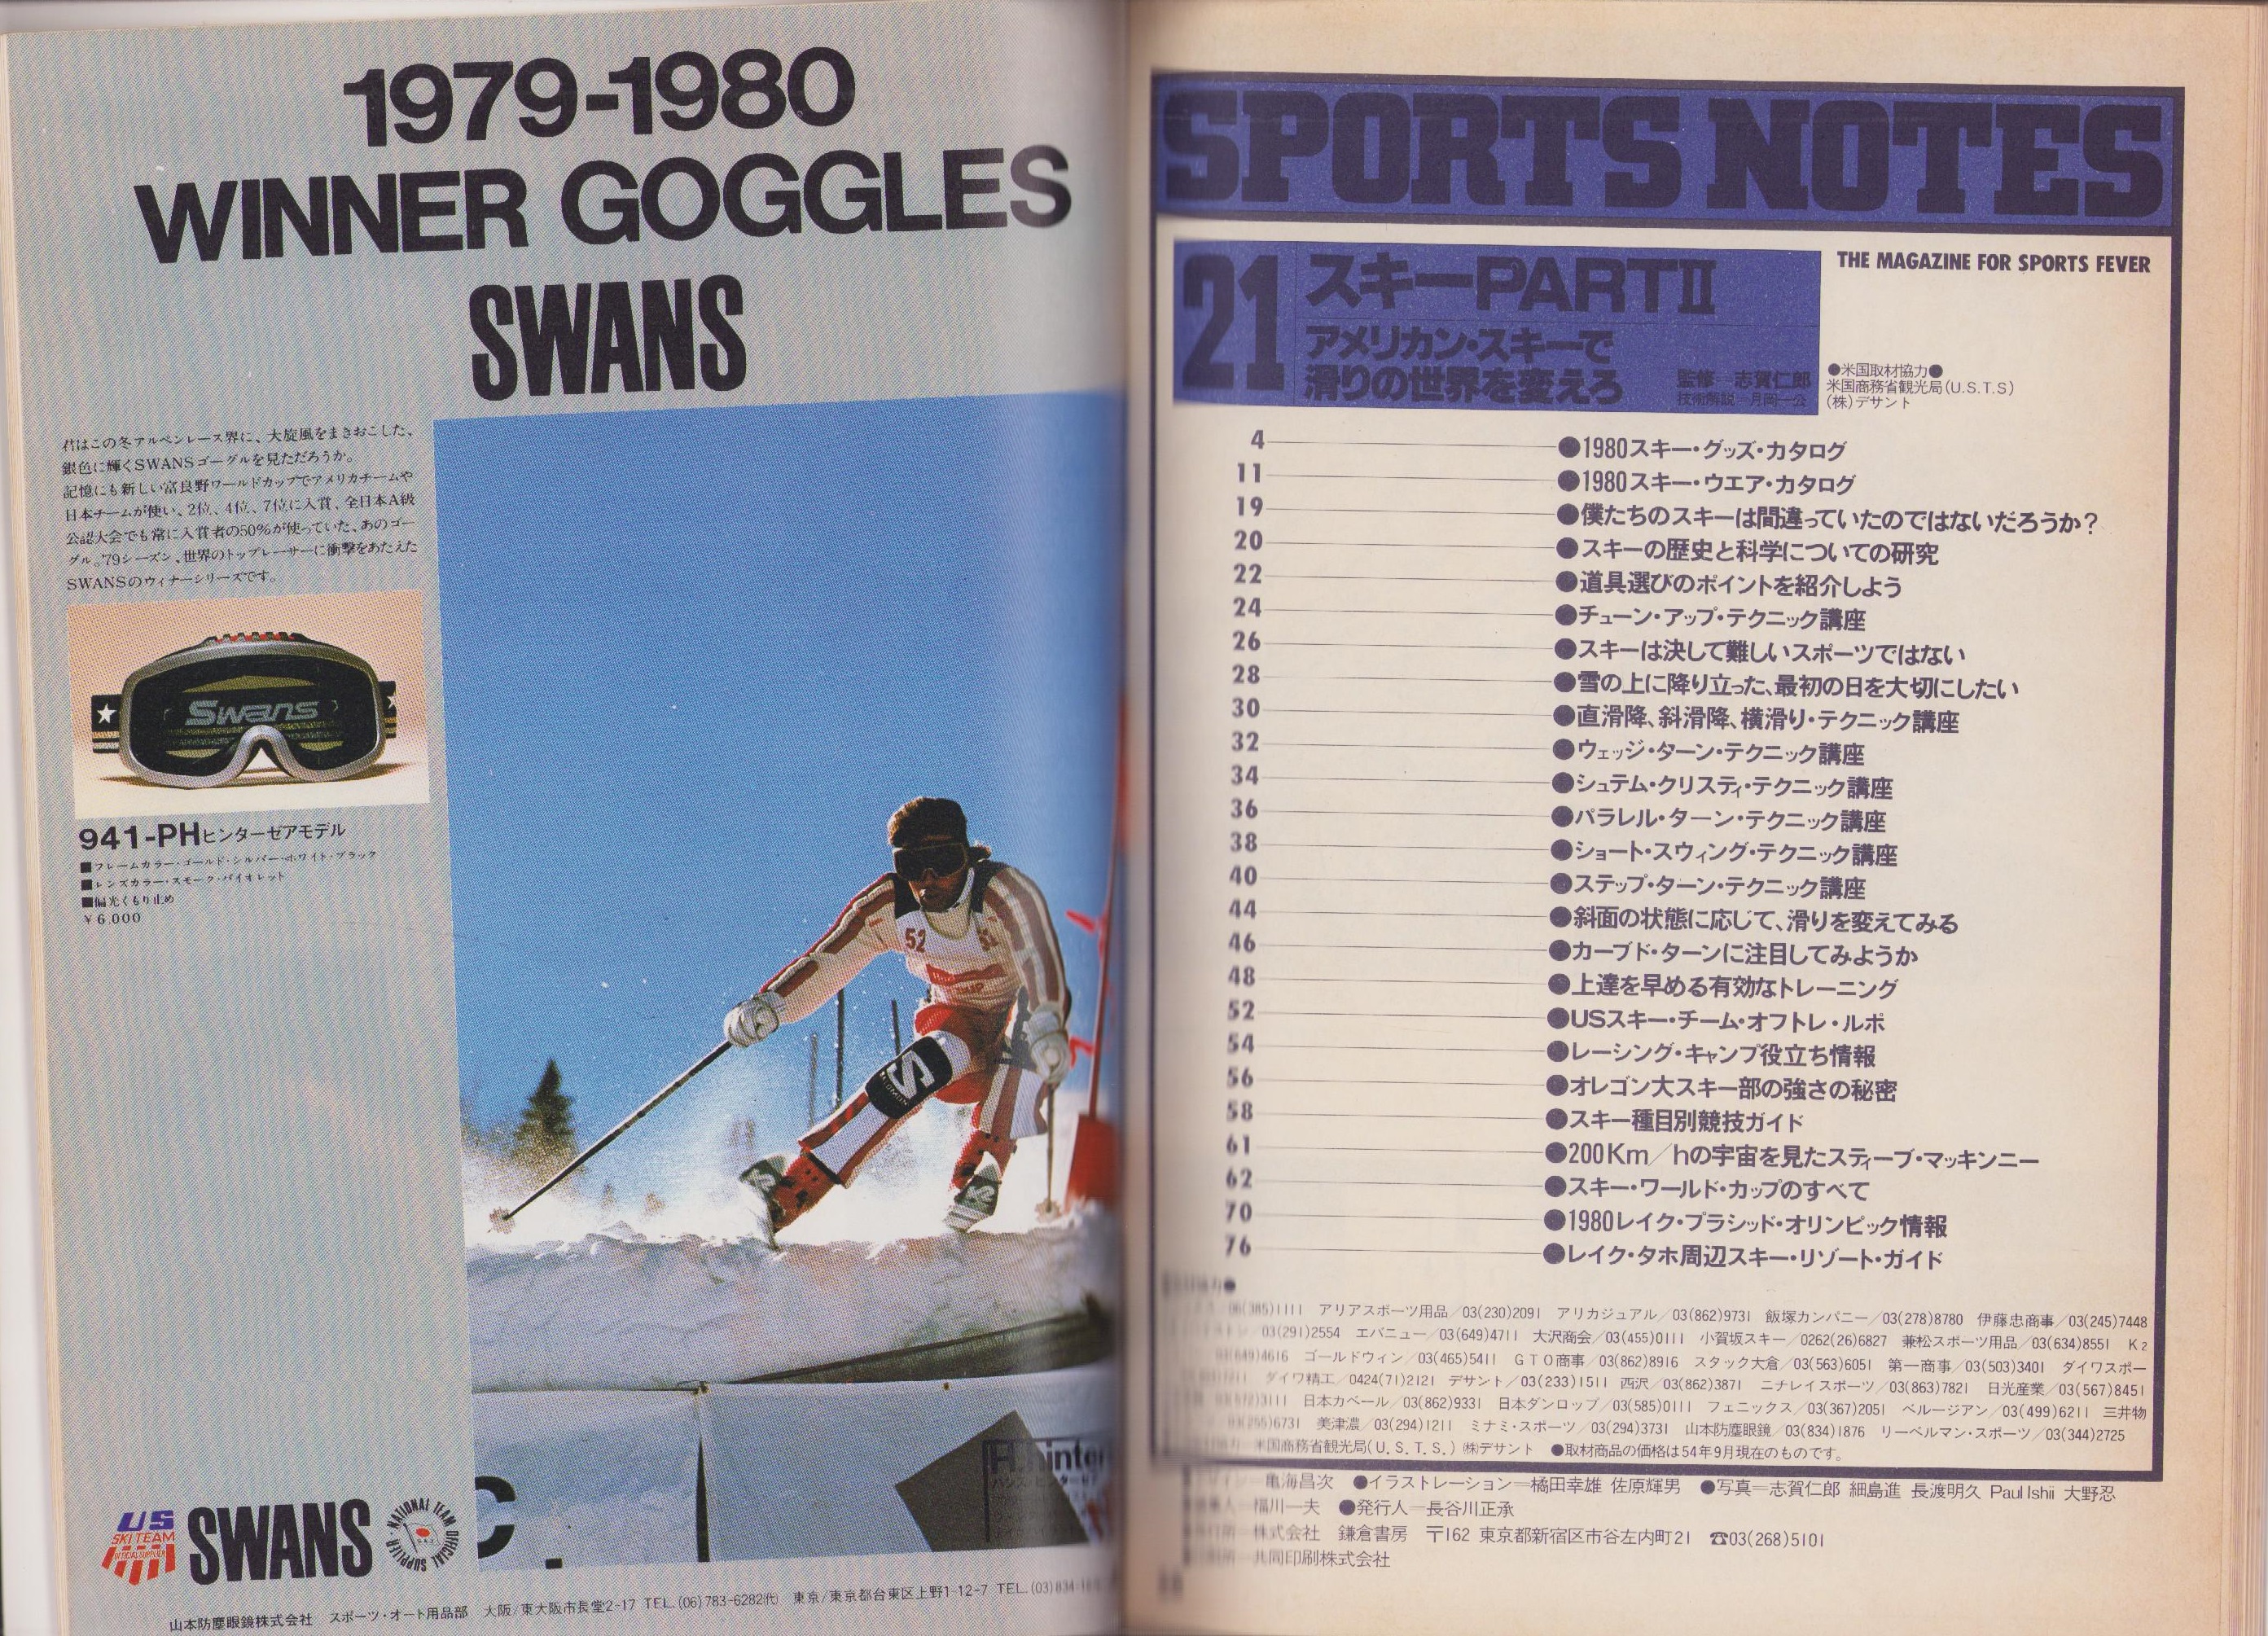 1979-1980
WINNER GOGGLES
SWANS
君はこの冬アルペンレース界に、大旋風をまきおこした、
銀色に輝くSWANSゴーグルを見ただろうか。
記憶にも新しい富良野ワールドカップでアメリカチームや
日本チームが使い、2位、4位、7位に入賞、全日本A級
公認大会でも常に入賞者の50%が使っていた、あのゴー
グル。'79シーズン、世界のトップレーサーに衝撃をあたえた
SWANSのウィナーシリーズです。
Swans
941-PHヒンターゼアモデル
■フレームカラー・ゴールド・シルバー・ホワイト・ブラック
■レンズカラー・スモーク・バイオレット
■偏光くもり止め
￥6,000
52
US
SKI TEAM
OFFICIAL SUPPLIER
SWANS
NATIONAL TEAM OFFICIAL SUPPLIER
山本防塵眼鏡株式会社 スポーツ・オート用品部 大阪/東大阪市長堂2-17 TEL.(06)783-6282(代) 東京/東京都台東区上野1-12-7 TEL.(03)834-
SPORTS NOTES
THE MAGAZINE FOR SPORTS FEVER
21
スキーPARTⅡ
アメリカン・スキーで
滑りの世界を変えろ
監修＝志賀仁郎
技術解説＝月岡一公
●米国取材協力●
米国商務省観光局(U.S.T.S)
(株)デサント
4 ●1980スキー・グッズ・カタログ
11 ●1980スキー・ウエア・カタログ
19 ●僕たちのスキーは間違っていたのではないだろうか？
20 ●スキーの歴史と科学についての研究
22 ●道具選びのポイントを紹介しよう
24 ●チューン・アップ・テクニック講座
26 ●スキーは決して難しいスポーツではない
28 ●雪の上に降り立った、最初の日を大切にしたい
30 ●直滑降、斜滑降、横滑り・テクニック講座
32 ●ウェッジ・ターン・テクニック講座
34 ●シュテム・クリスティ・テクニック講座
36 ●パラレル・ターン・テクニック講座
38 ●ショート・スウィング・テクニック講座
40 ●ステップ・ターン・テクニック講座
44 ●斜面の状態に応じて、滑りを変えてみる
46 ●カーブド・ターンに注目してみようか
48 ●上達を早める有効なトレーニング
52 ●USスキー・チーム・オフトレ・ルポ
54 ●レーシング・キャンプ役立ち情報
56 ●オレゴン大スキー部の強さの秘密
58 ●スキー種目別競技ガイド
61 ●200Km／hの宇宙を見たスティーブ・マッキンニー
62 ●スキー・ワールド・カップのすべて
70 ●1980レイク・プラシッド・オリンピック情報
76 ●レイク・タホ周辺スキー・リゾート・ガイド
06(385)1111 アリアスポーツ用品／03(230)2091 アリカジュアル／03(862)9731 飯塚カンパニー／03(278)8780 伊藤忠商事／03(245)7448
03(291)2554 エバニュー／03(649)4711 大沢商会／03(455)0111 小賀坂スキー／0262(26)6827 兼松スポーツ用品／03(634)8551 K2
03(649)4616 ゴールドウィン／03(465)5411 GTO商事／03(862)8916 スタック大倉／03(563)6051 第一商事／03(503)3401 ダイワスポー
ダイワ精工／0424(71)2121 デサント／03(233)1511 西沢／03(862)3871 ニチレイスポーツ／03(863)7821 日光産業／03(567)8451
3111 日本カベール／03(862)9331 日本ダンロップ／03(585)0111 フェニックス／03(367)2051 ベルージアン／03(499)6211 三井物
6731 美津濃／03(294)1211 ミナミ・スポーツ／03(294)3731 山本防塵眼鏡／03(834)1876 リーベルマン・スポーツ／03(344)2725
米国商務省観光局(U.S.T.S.) ㈱デサント ●取材商品の価格は54年9月現在のものです。
亀海昌次 ●イラストレーション＝橘田幸雄 佐原輝男 ●写真＝志賀仁郎 細島進 長渡明久 Paul Ishii 大野忍
福川一夫 ●発行人＝長谷川正承
株式会社 鎌倉書房 〒162 東京都新宿区市谷左内町21 ☎03(268)5101
共同印刷株式会社